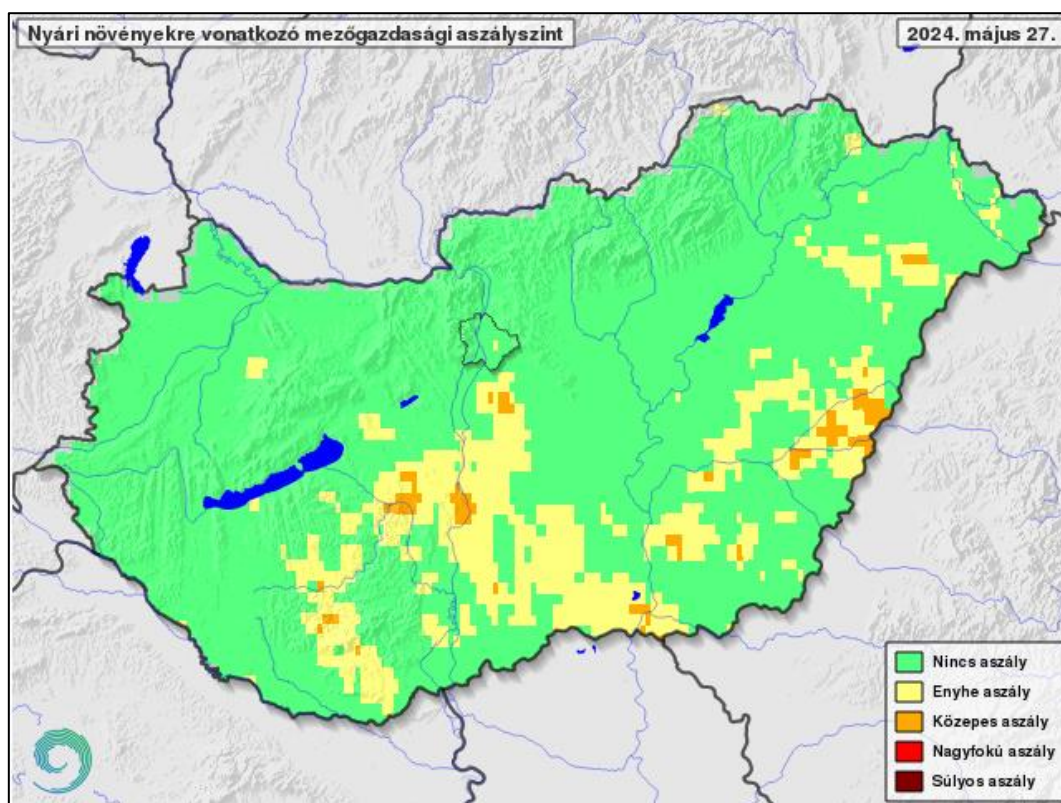 Nyári növényekre vonatkozó mezőgazdasági aszályszint
2024. május 27.
Nincs aszály
Enyhe aszály
Közepes aszály
Nagyfokú aszály
Súlyos aszály